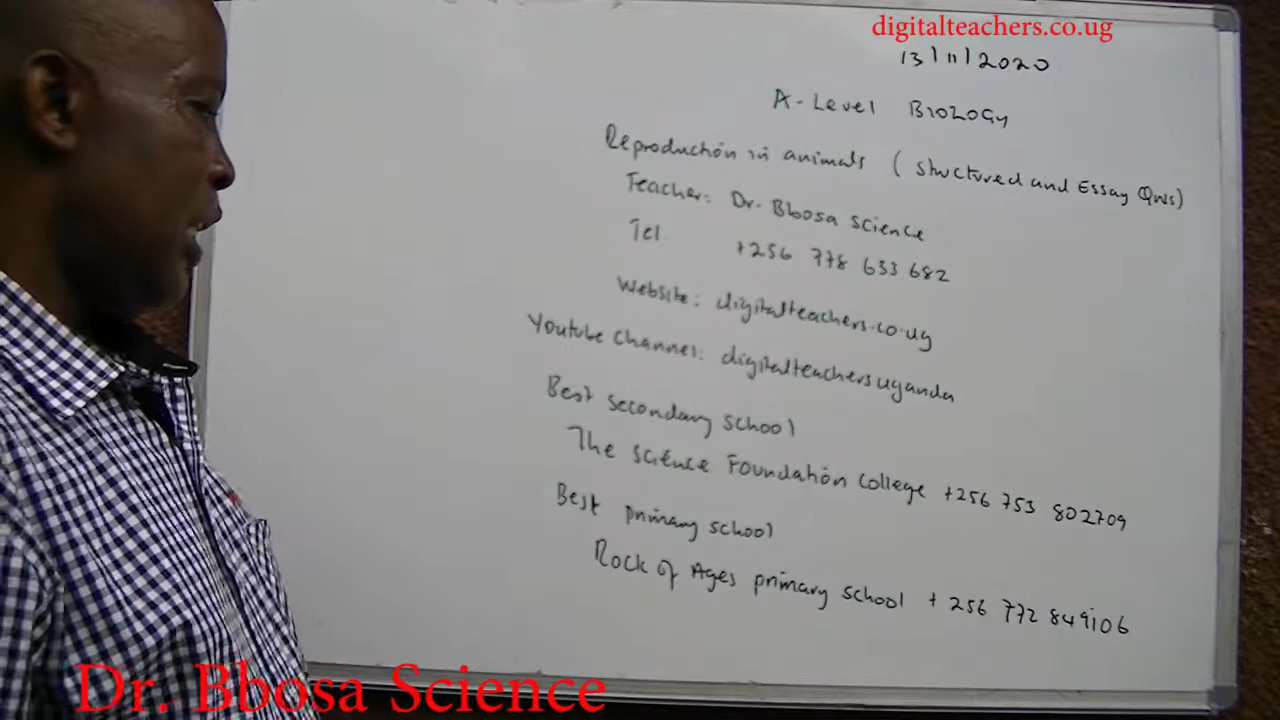 digitalteachers.co.ug
13/11/2020
A-Level Biology
Reproduction in animals (Structured and Essay Qns)
Teacher: Dr. Bbosa Science
Tel. +256 778 633 682
Website: digitalteachers.co.ug
Youtube Channel: digitalteachersuganda
Best secondary school
The Science Foundation College +256 753 802709
Best primary school
Rock of Ages primary school +256 772 849106
Dr. Bbosa Science